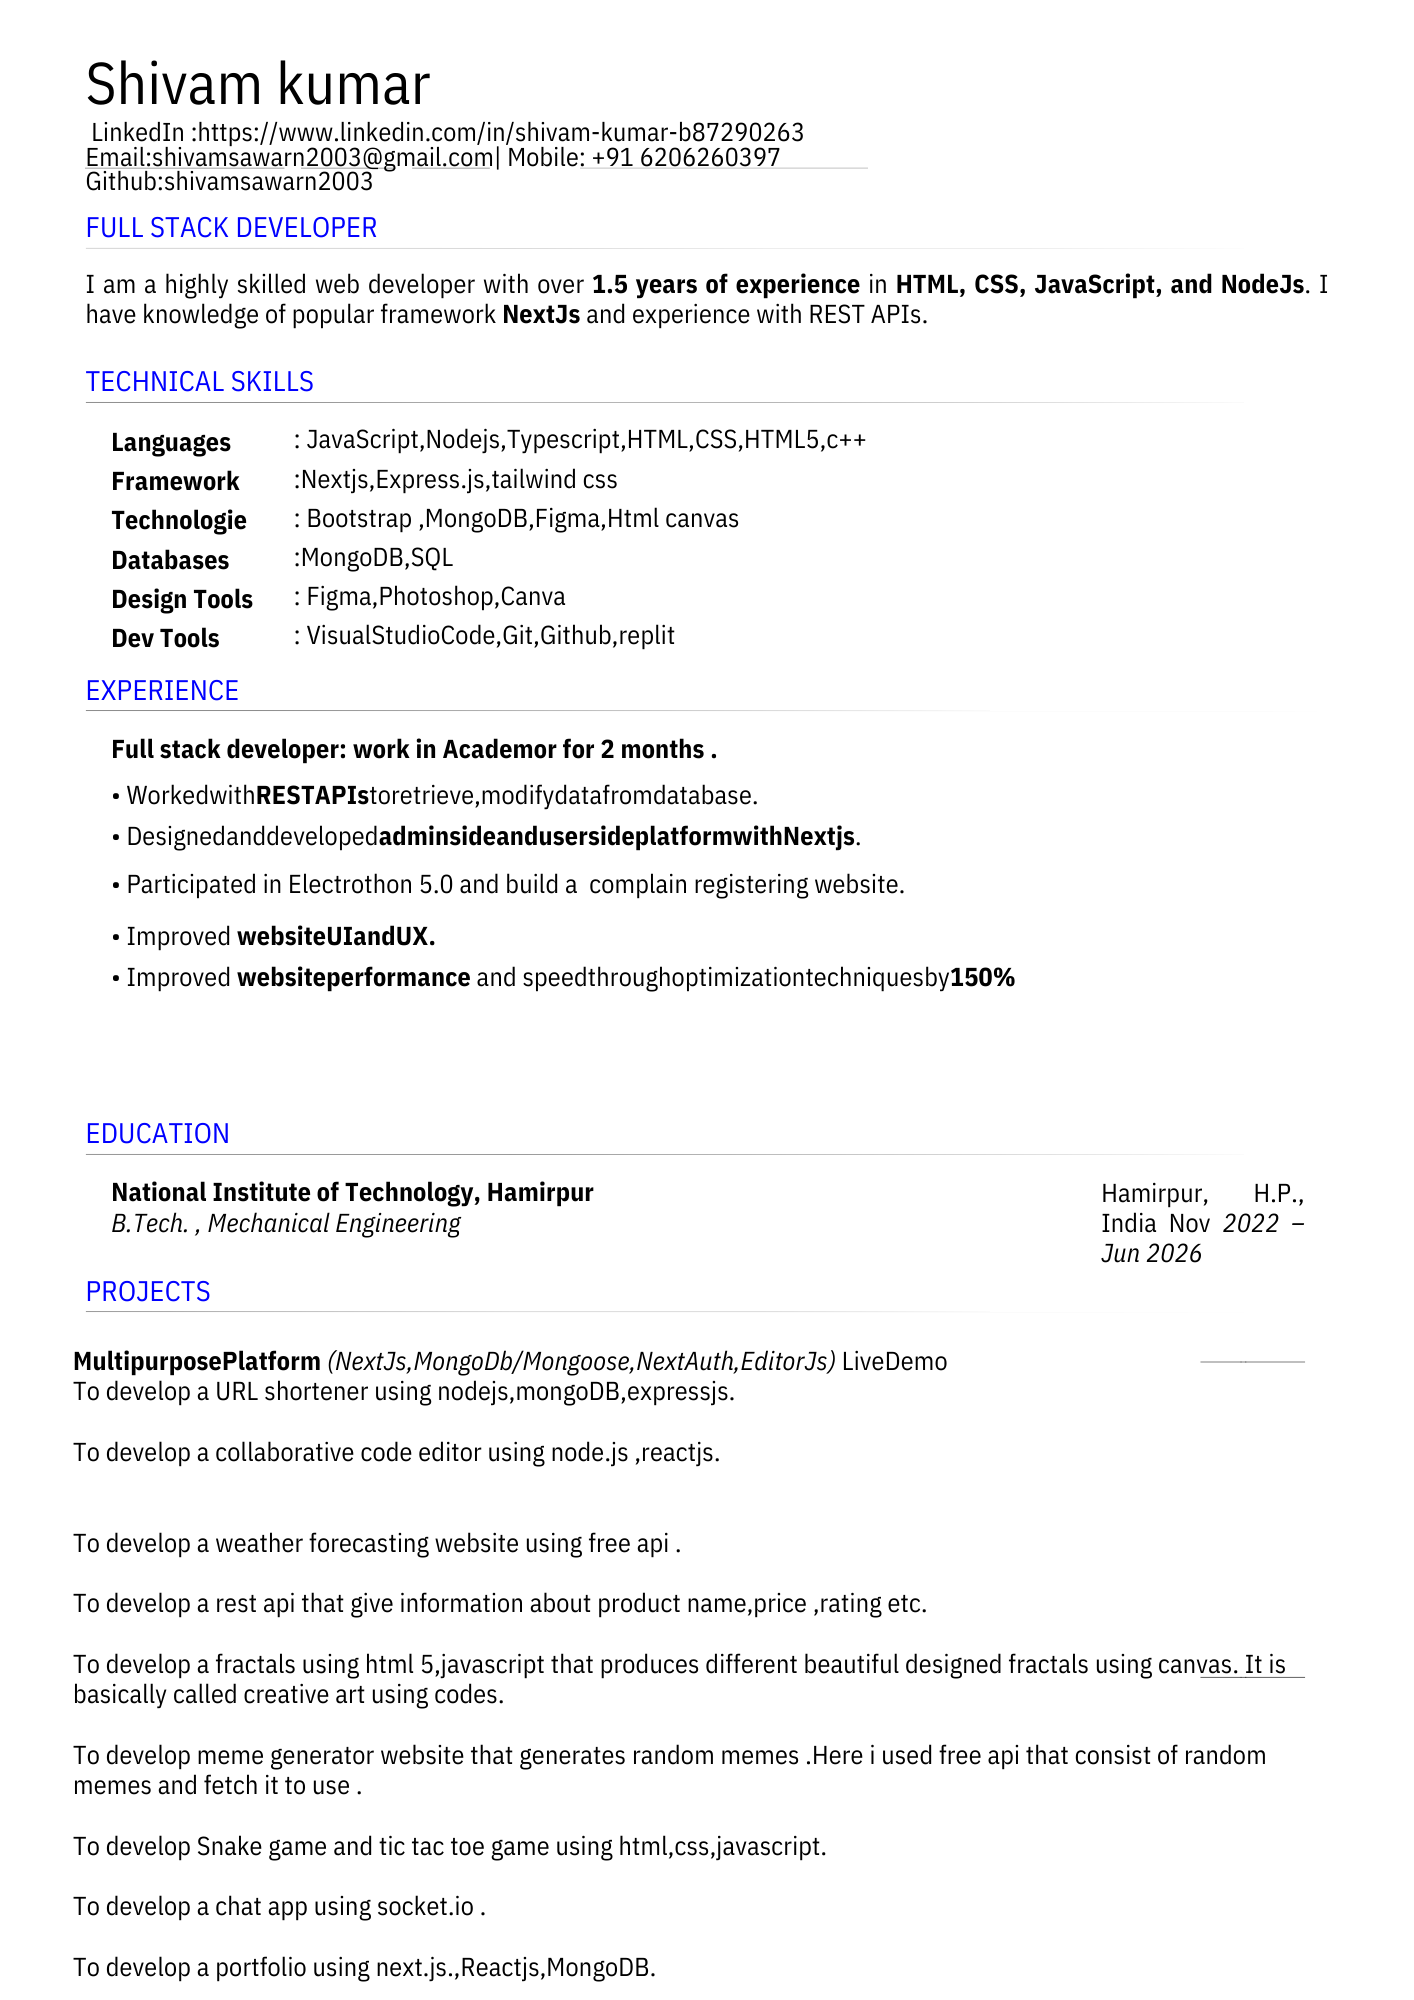 Shivam kumar
LinkedIn :https://www.linkedin.com/in/shivam-kumar-b87290263
Email:shivamsawarn2003@gmail.com| Mobile: +91 6206260397
Github:shivamsawarn2003
FULL STACK DEVELOPER
I am a highly skilled web developer with over 1.5 years of experience in HTML, CSS, JavaScript, and NodeJs. I
have knowledge of popular framework NextJs and experience with REST APIs.
TECHNICAL SKILLS
Languages : JavaScript,Nodejs,Typescript,HTML,CSS,HTML5,c++
Framework :Nextjs,Express.js,tailwind css
Technologie : Bootstrap ,MongoDB,Figma,Html canvas
Databases :MongoDB,SQL
Design Tools : Figma,Photoshop,Canva
Dev Tools : VisualStudioCode,Git,Github,replit
EXPERIENCE
Full stack developer: work in Academor for 2 months .
• WorkedwithRESTAPIstoretrieve,modifydatafromdatabase.
• DesignedanddevelopedadminsideandusersideplatformwithNextjs.
• Participated in Electrothon 5.0 and build a  complain registering website.
• Improved websiteUIandUX.
• Improved websiteperformance and speedthroughoptimizationtechniquesby150%
EDUCATION
National Institute of Technology, Hamirpur Hamirpur, H.P.,
B.Tech. , Mechanical Engineering India Nov 2022 –
Jun 2026
PROJECTS
MultipurposePlatform (NextJs,MongoDb/Mongoose,NextAuth,EditorJs) LiveDemo
To develop a URL shortener using nodejs,mongoDB,expressjs.
To develop a collaborative code editor using node.js ,reactjs.
To develop a weather forecasting website using free api .
To develop a rest api that give information about product name,price ,rating etc.
To develop a fractals using html 5,javascript that produces different beautiful designed fractals using canvas. It is
basically called creative art using codes.
To develop meme generator website that generates random memes .Here i used free api that consist of random
memes and fetch it to use .
To develop Snake game and tic tac toe game using html,css,javascript.
To develop a chat app using socket.io .
To develop a portfolio using next.js.,Reactjs,MongoDB.